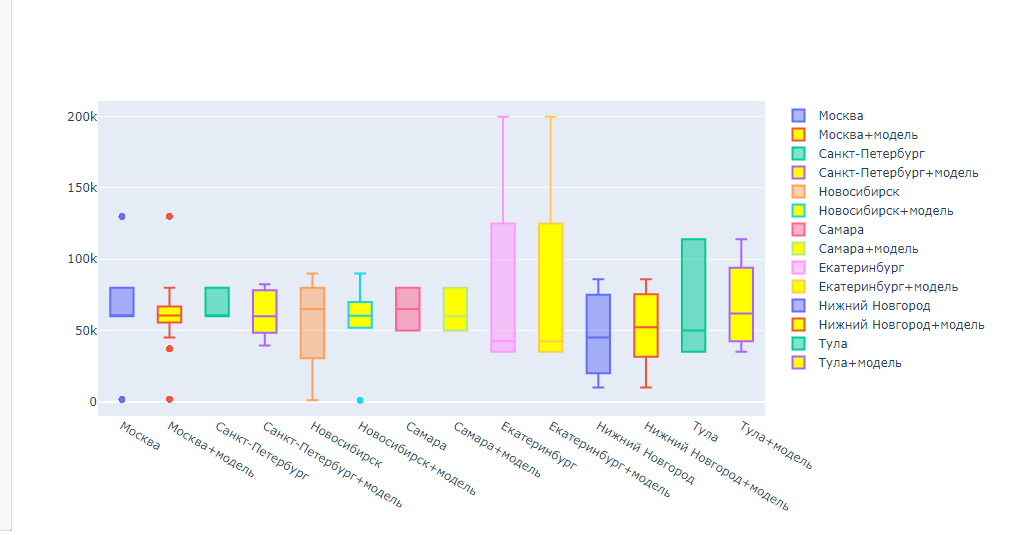 200k
150k
100k
50k
0
Москва
Москва+модель
Санкт-Петербург
Санкт-Петербург+модель
Новосибирск
Новосибирск+модель
Самара
Самара+модель
Екатеринбург
Екатеринбург+модель
Нижний Новгород
Нижний Новгород+модель
Тула
Тула+модель
Москва
Москва+модель
Санкт-Петербург
Санкт-Петербург+модель
Новосибирск
Новосибирск+модель
Самара
Самара+модель
Екатеринбург
Екатеринбург+модель
Нижний Новгород
Нижний Новгород+модель
Тула
Тула+модель